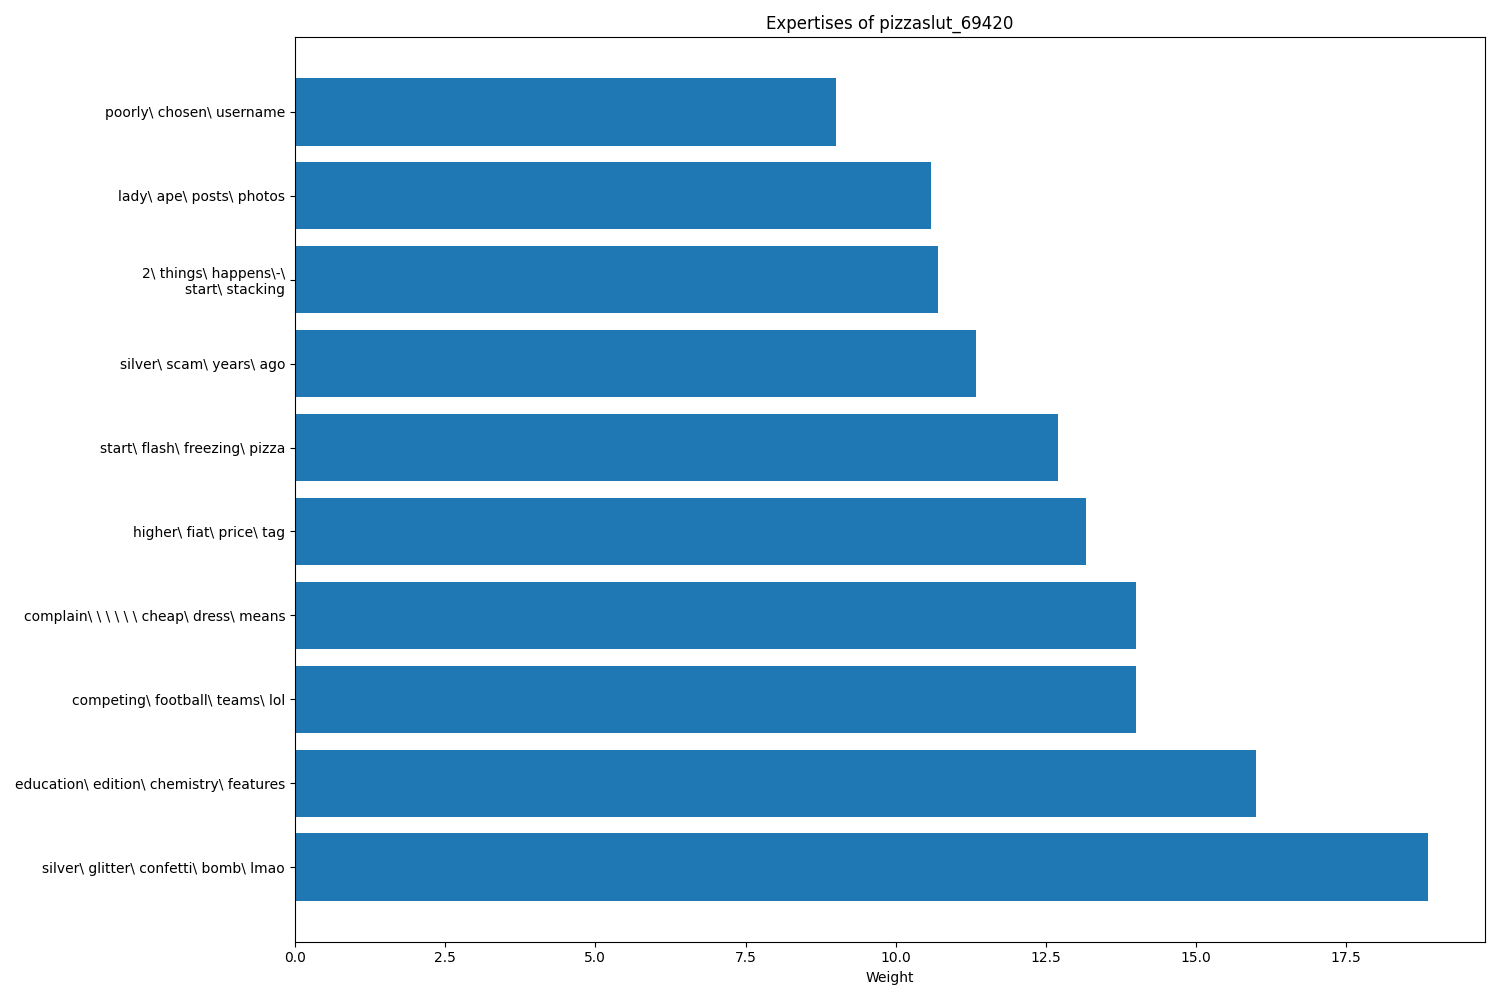 Expertises of pizzaslut_69420
poorly\ chosen\ username
lady\ ape\ posts\ photos
2\ things\ happens\-\
start\ stacking
silver\ scam\ years\ ago
start\ flash\ freezing\ pizza
higher\ fiat\ price\ tag
complain\ \ \ \ \ \ cheap\ dress\ means
competing\ football\ teams\ lol
education\ edition\ chemistry\ features
silver\ glitter\ confetti\ bomb\ lmao
0.0 2.5 5.0 7.5 10.0 12.5 15.0 17.5
Weight